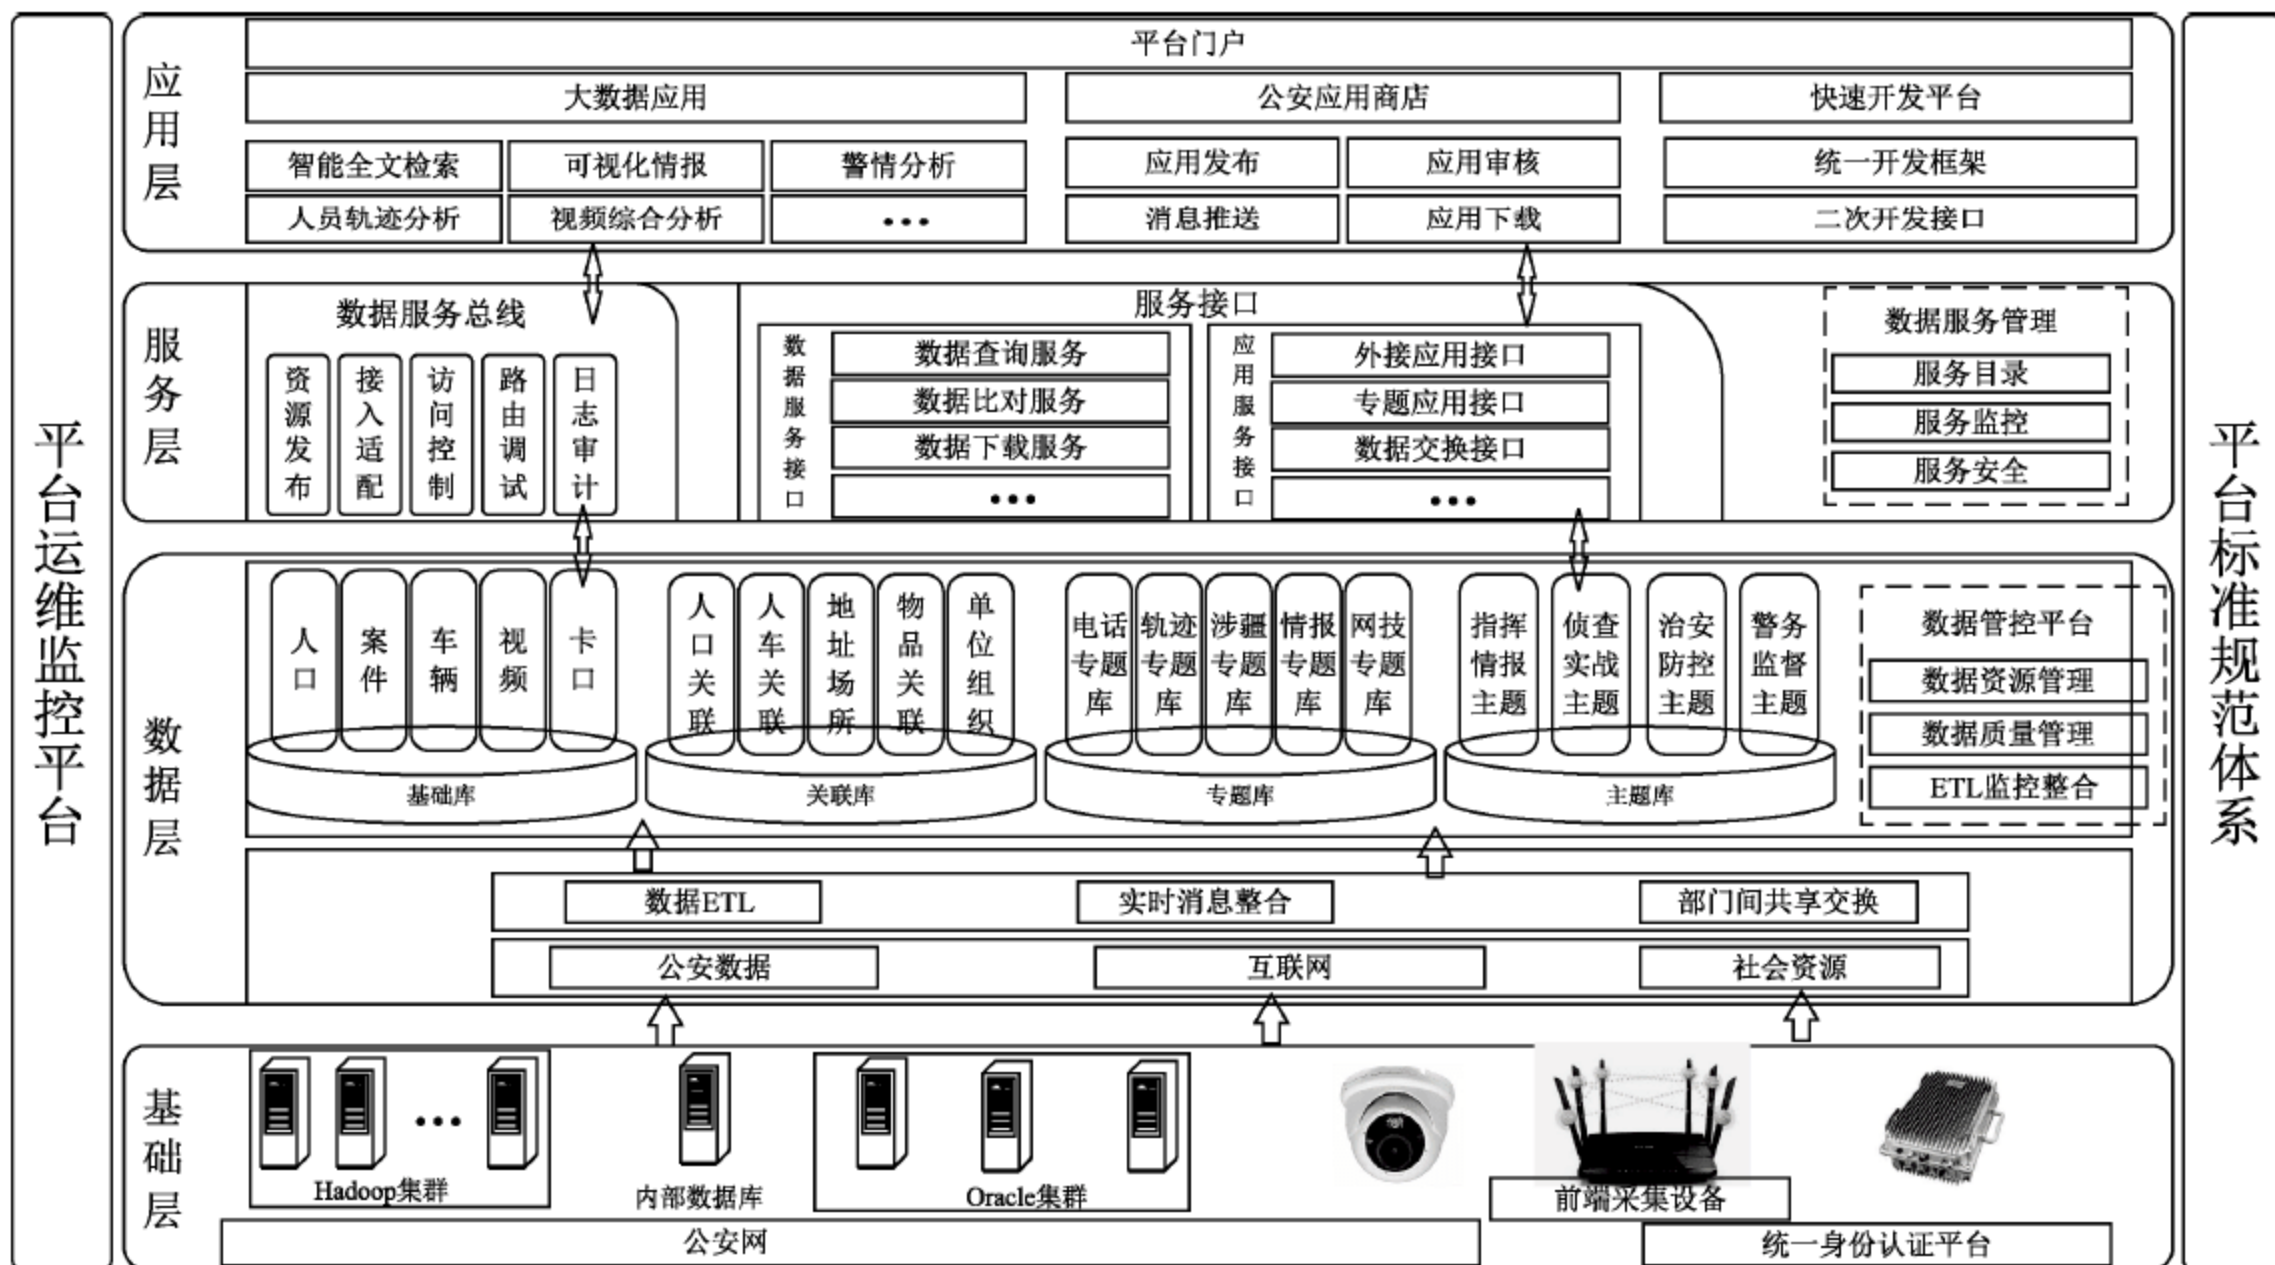 平台运维监控平台
应用层
平台门户
大数据应用
公安应用商店
快速开发平台
智能全文检索
可视化情报
警情分析
应用发布
应用审核
统一开发框架
人员轨迹分析
视频综合分析
•••
消息推送
应用下载
二次开发接口
服务层
数据服务总线
资源发布
接入适配
访问控制
路由调试
日志审计
服务接口
数据服务接口
数据查询服务
数据比对服务
数据下载服务
•••
应用服务接口
外接应用接口
专题应用接口
数据交换接口
•••
数据服务管理
服务目录
服务监控
服务安全
数据层
人口
案件
车辆
视频
卡口
基础库
人口关联
人车关联
地址场所
物品关联
单位组织
关联库
电话专题库
轨迹专题库
涉疆专题库
情报专题库
网技专题库
专题库
指挥情报主题
侦查实战主题
治安防控主题
警务监督主题
主题库
数据管控平台
数据资源管理
数据质量管理
ETL监控整合
数据ETL
实时消息整合
部门间共享交换
公安数据
互联网
社会资源
基础层
•••
Hadoop集群
内部数据库
Oracle集群
前端采集设备
公安网
统一身份认证平台
平台标准规范体系